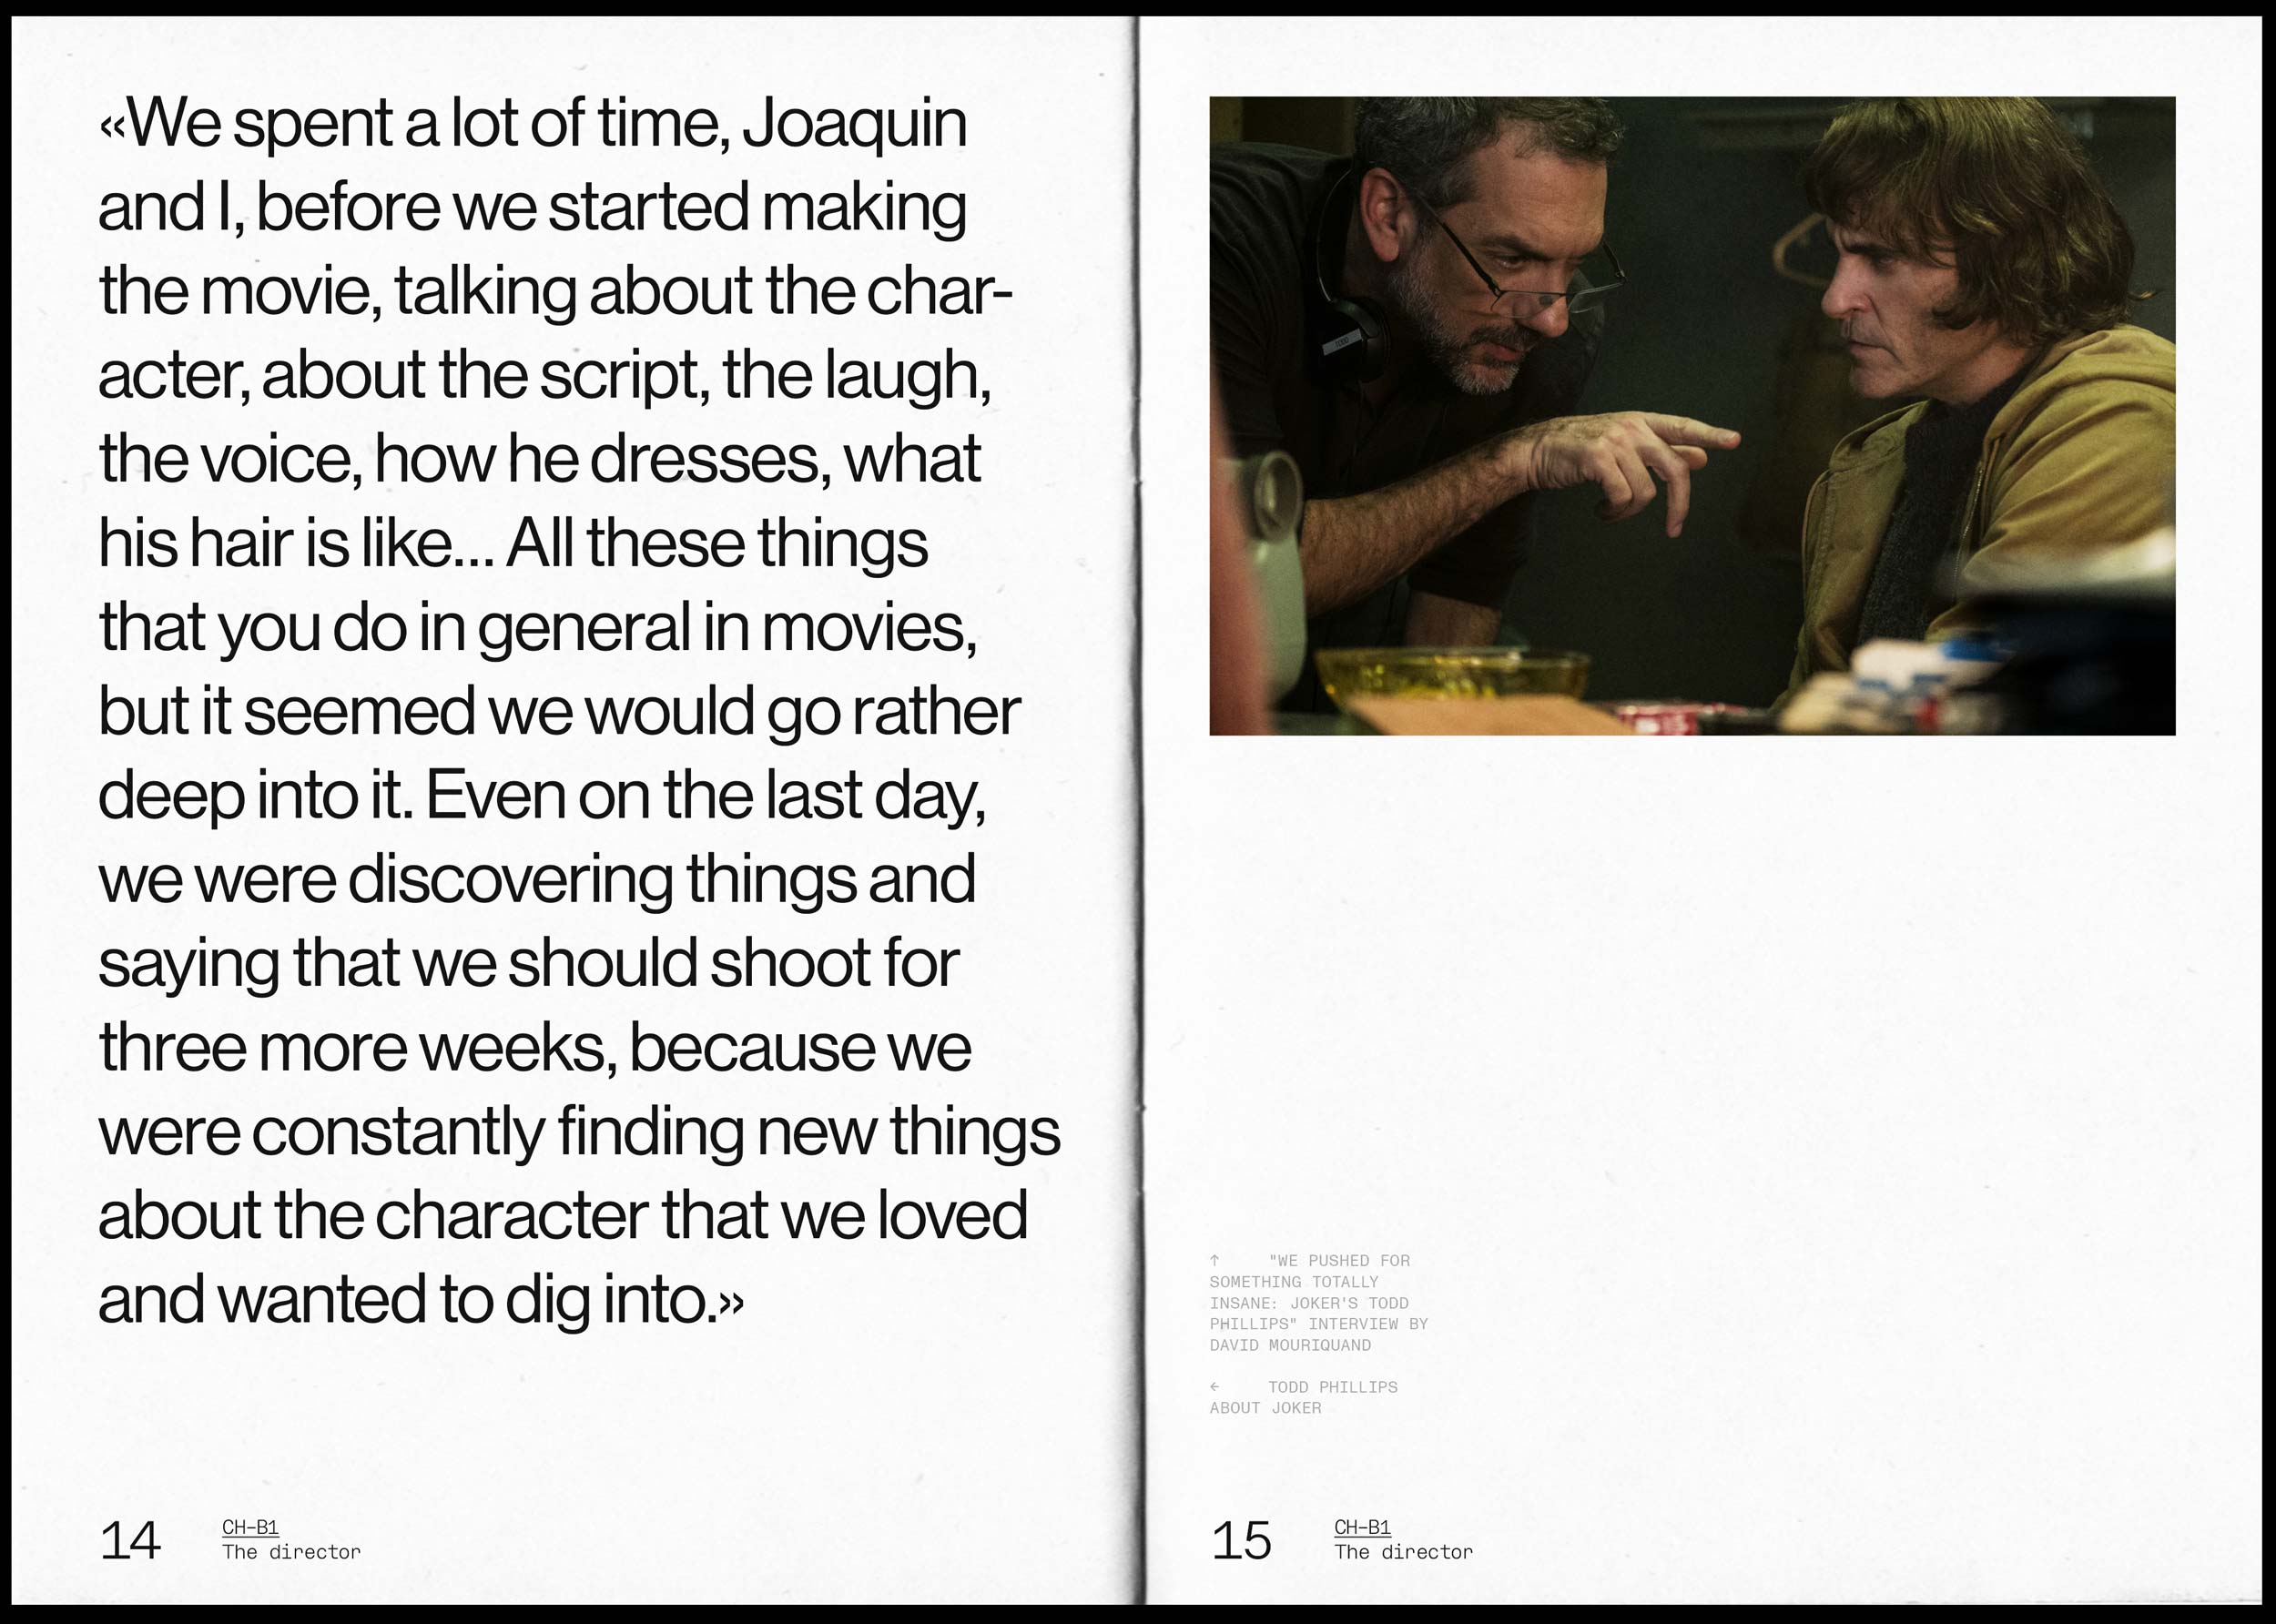 «We spent a lot of time, Joaquin
and I, before we started making
the movie, talking about the char-
acter, about the script, the laugh,
the voice, how he dresses, what
his hair is like... All these things
that you do in general in movies,
but it seemed we would go rather
deep into it. Even on the last day,
we were discovering things and
saying that we should shoot for
three more weeks, because we
were constantly finding new things
about the character that we loved
and wanted to dig into.»
14
CH–B1
The director
↑ "WE PUSHED FOR
SOMETHING TOTALLY
INSANE: JOKER'S TODD
PHILLIPS" INTERVIEW BY
DAVID MOURIQUAND
← TODD PHILLIPS
ABOUT JOKER
15
CH–B1
The director